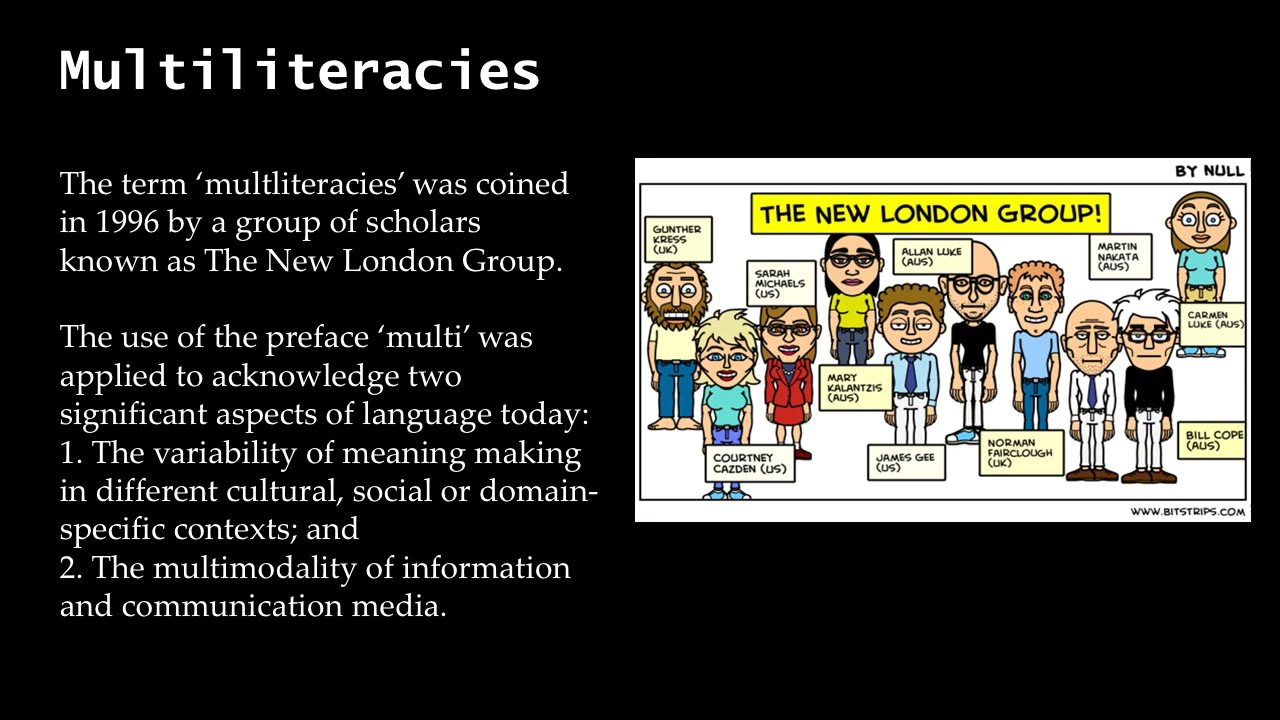 Multiliteracies
The term ‘multliteracies’ was coined
in 1996 by a group of scholars
known as The New London Group.
The use of the preface ‘multi’ was
applied to acknowledge two
significant aspects of language today:
1. The variability of meaning making
in different cultural, social or domain-
specific contexts; and
2. The multimodality of information
and communication media.
BY NULL
THE NEW LONDON GROUP!
GUNTHER
KRESS
(UK)
SARAH
MICHAELS
(US)
ALLAN LUKE
(AUS)
MARTIN
NAKATA
(AUS)
CARMEN
LUKE (AUS)
MARY
KALANTZIS
(AUS)
COURTNEY
CAZDEN (US)
JAMES GEE
(US)
NORMAN
FAIRCLOUGH
(UK)
BILL COPE
(AUS)
WWW.BITSTRIPS.COM